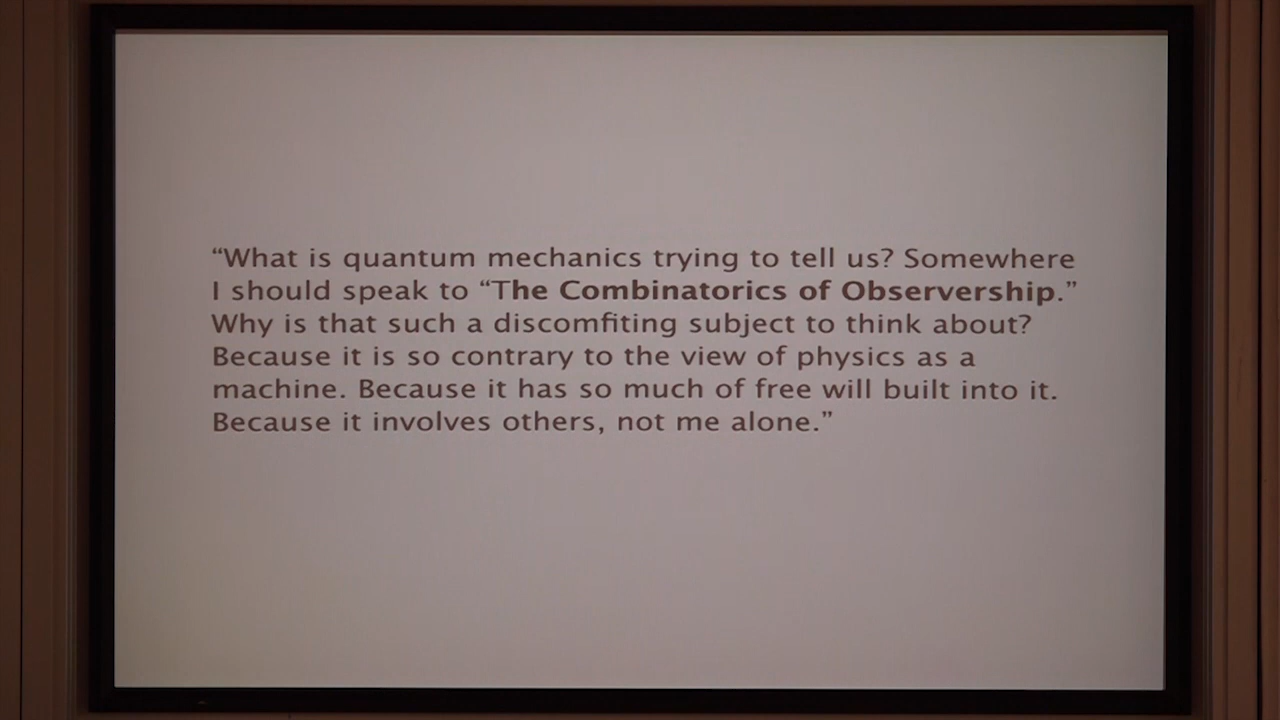 “What is quantum mechanics trying to tell us? Somewhere
I should speak to “The Combinatorics of Observership.”
Why is that such a discomfiting subject to think about?
Because it is so contrary to the view of physics as a
machine. Because it has so much of free will built into it.
Because it involves others, not me alone.”